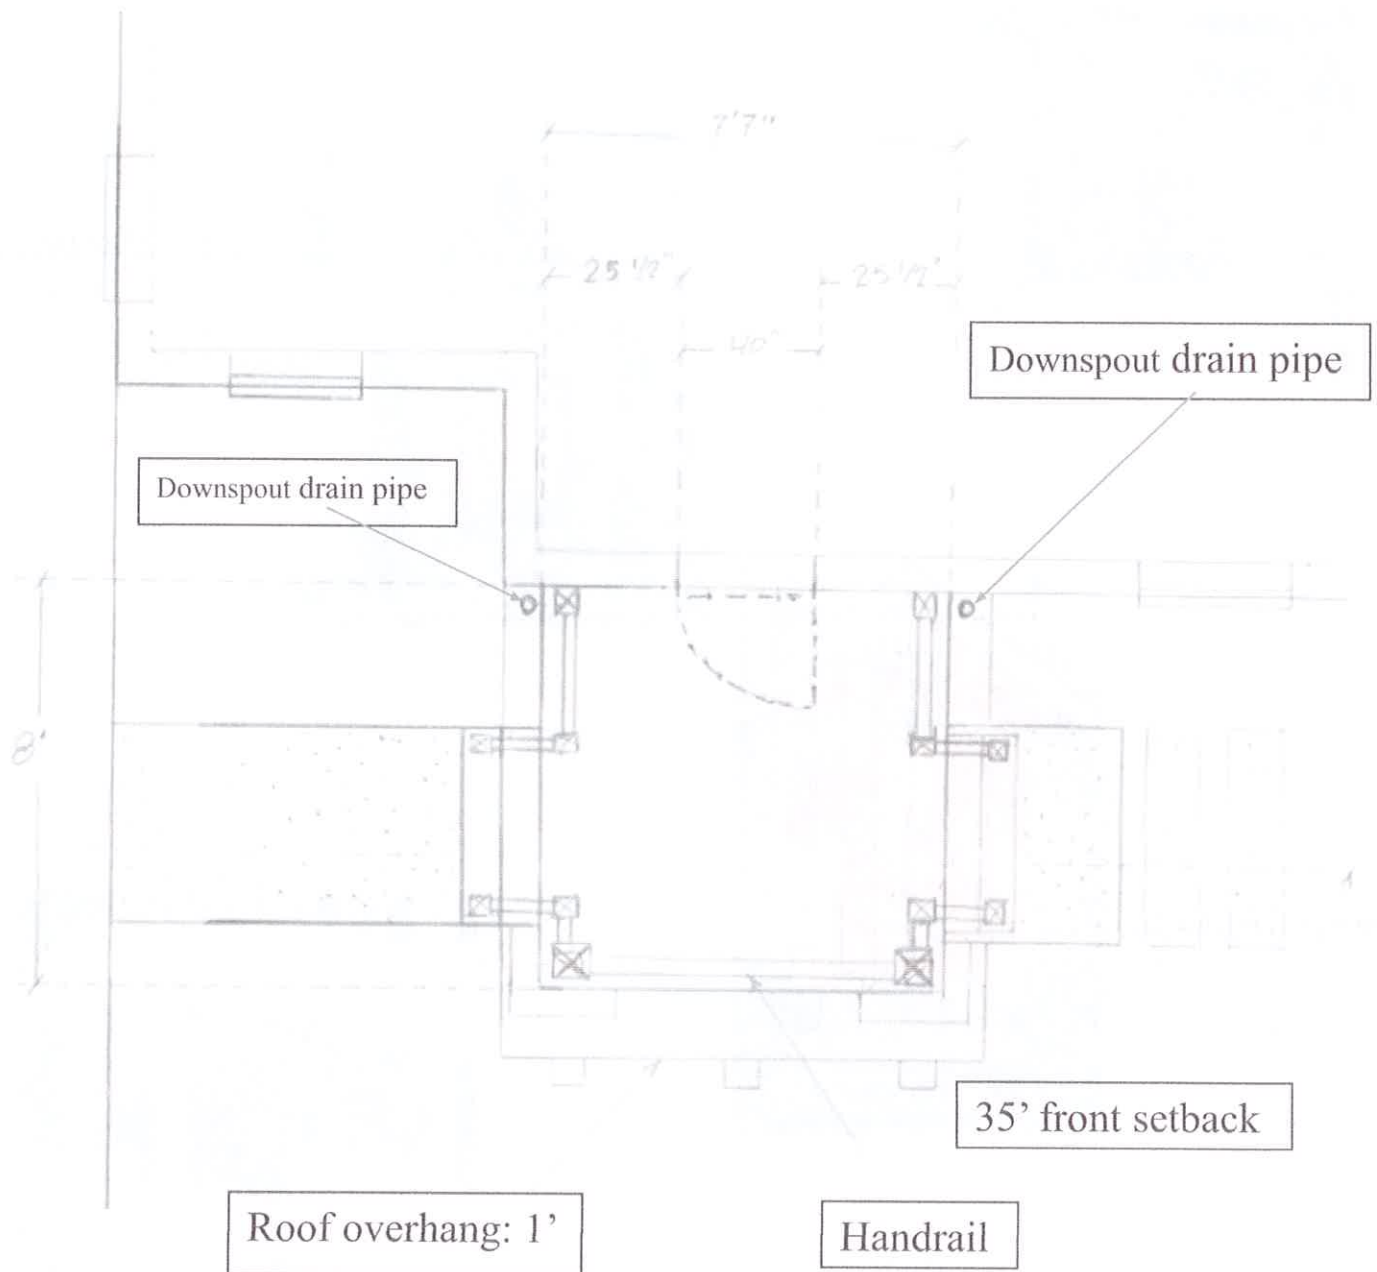 7'7"
25 1/2"
25 1/2"
40"
Downspout drain pipe
Downspout drain pipe
8'
35’ front setback
Roof overhang: 1’
Handrail